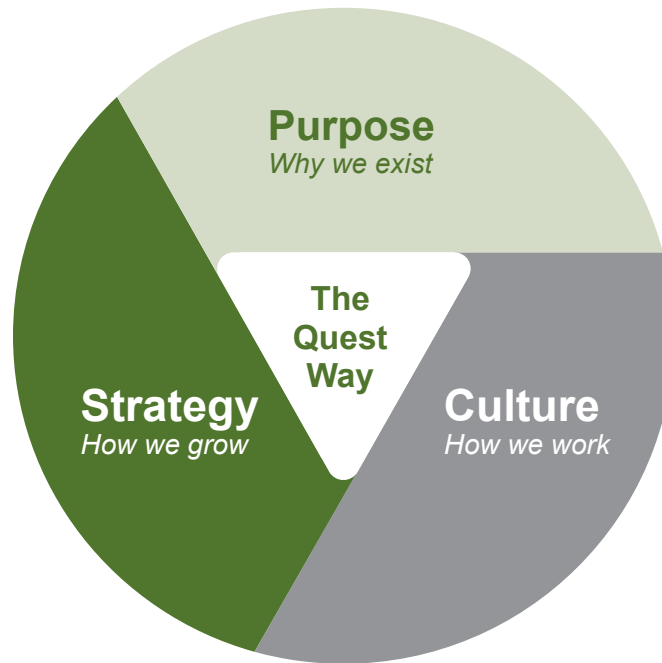 Purpose
Why we exist
The
Quest
Way
Strategy
How we grow
Culture
How we work